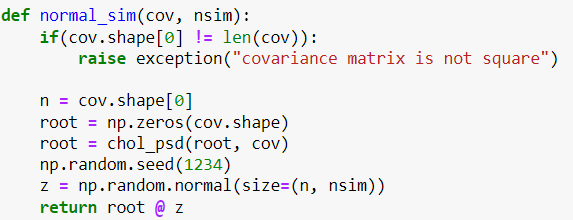 def normal_sim(cov, nsim):
    if(cov.shape[0] != len(cov)):
        raise exception("covariance matrix is not square")

    n = cov.shape[0]
    root = np.zeros(cov.shape)
    root = chol_psd(root, cov)
    np.random.seed(1234)
    z = np.random.normal(size=(n, nsim))
    return root @ z